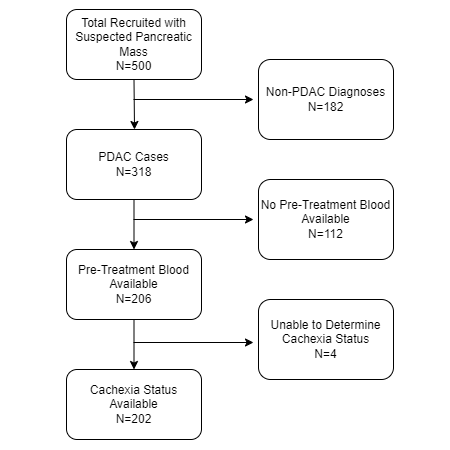 Total Recruited with
Suspected Pancreatic
Mass
N=500
Non-PDAC Diagnoses
N=182
PDAC Cases
N=318
No Pre-Treatment Blood
Available
N=112
Pre-Treatment Blood
Available
N=206
Unable to Determine
Cachexia Status
N=4
Cachexia Status
Available
N=202